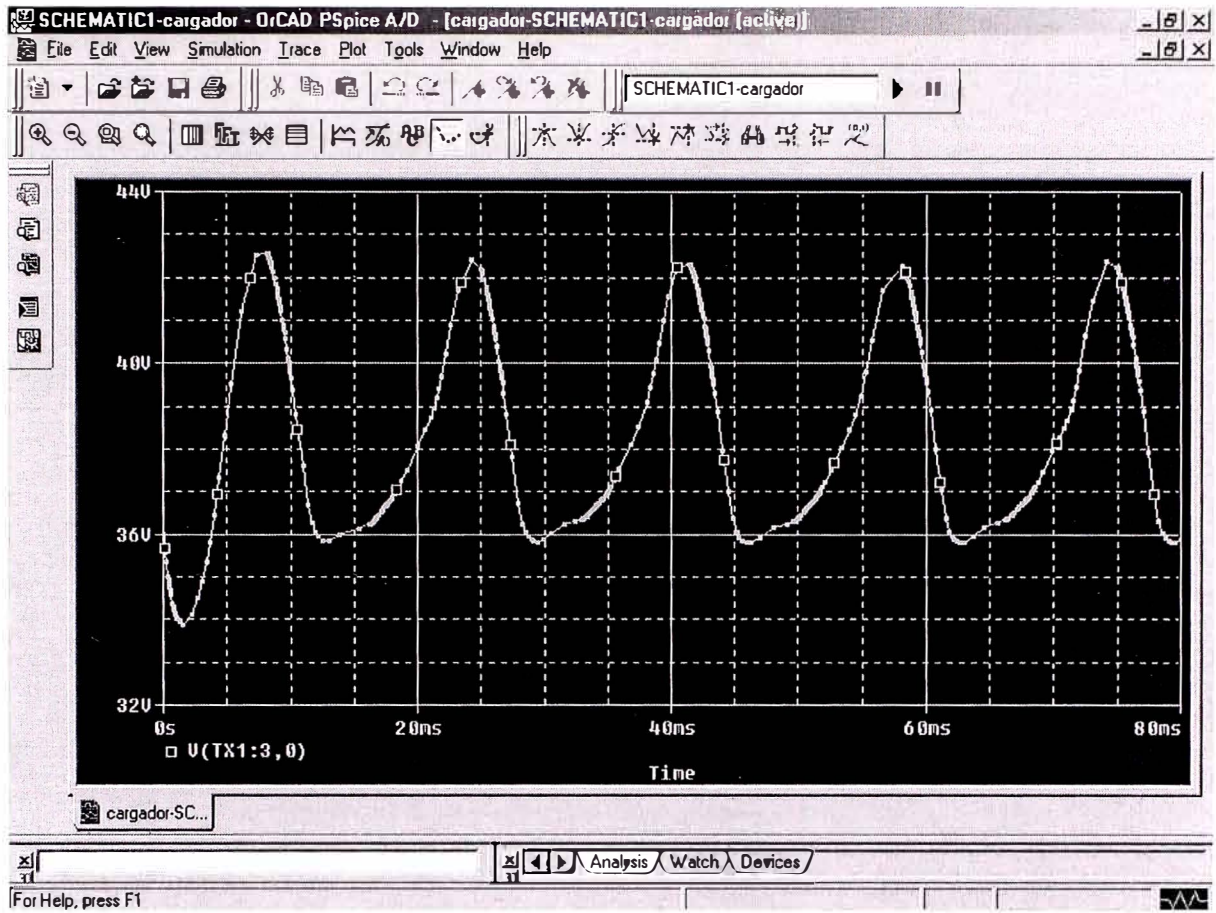 SCHEMATIC1-cargador - OrCAD PSpice A/D - [cargador-SCHEMATIC1-cargador (active)]
File Edit View Simulation Trace Plot Tools Window Help
SCHEMATIC1-cargador
44V
40V
36V
32V
0s 20ms 40ms 60ms 80ms
V(TX1:3,0)
Time
cargador-SC...
Analysis Watch Devices
For Help, press F1